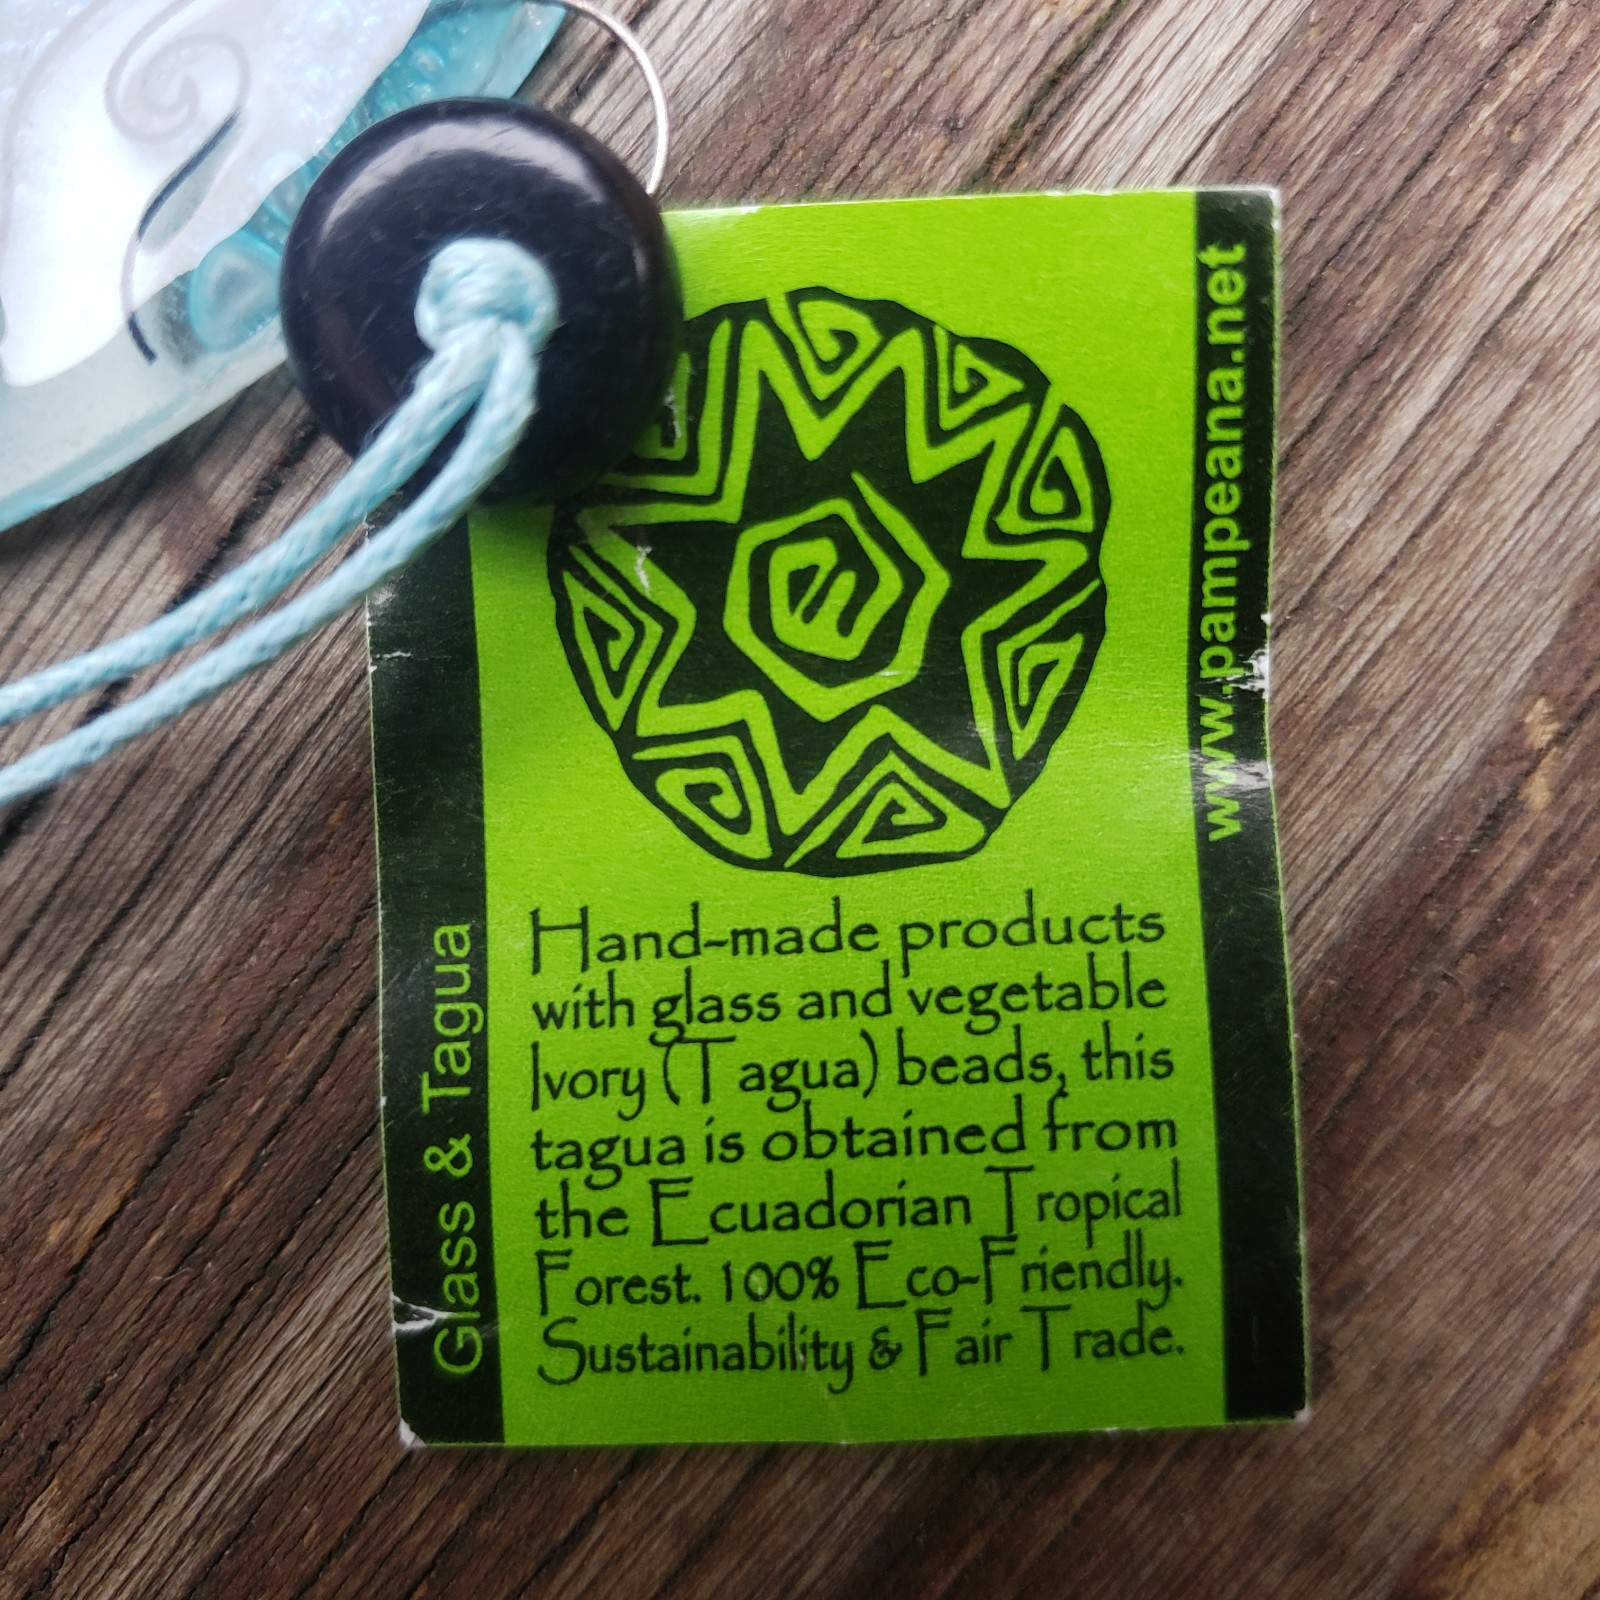 www.pampeana.net
Glass & Tagua
Hand-made products
with glass and vegetable
Ivory (Tagua) beads, this
tagua is obtained from
the Ecuadorian Tropical
Forest. 100% Eco-Friendly.
Sustainability & Fair Trade.